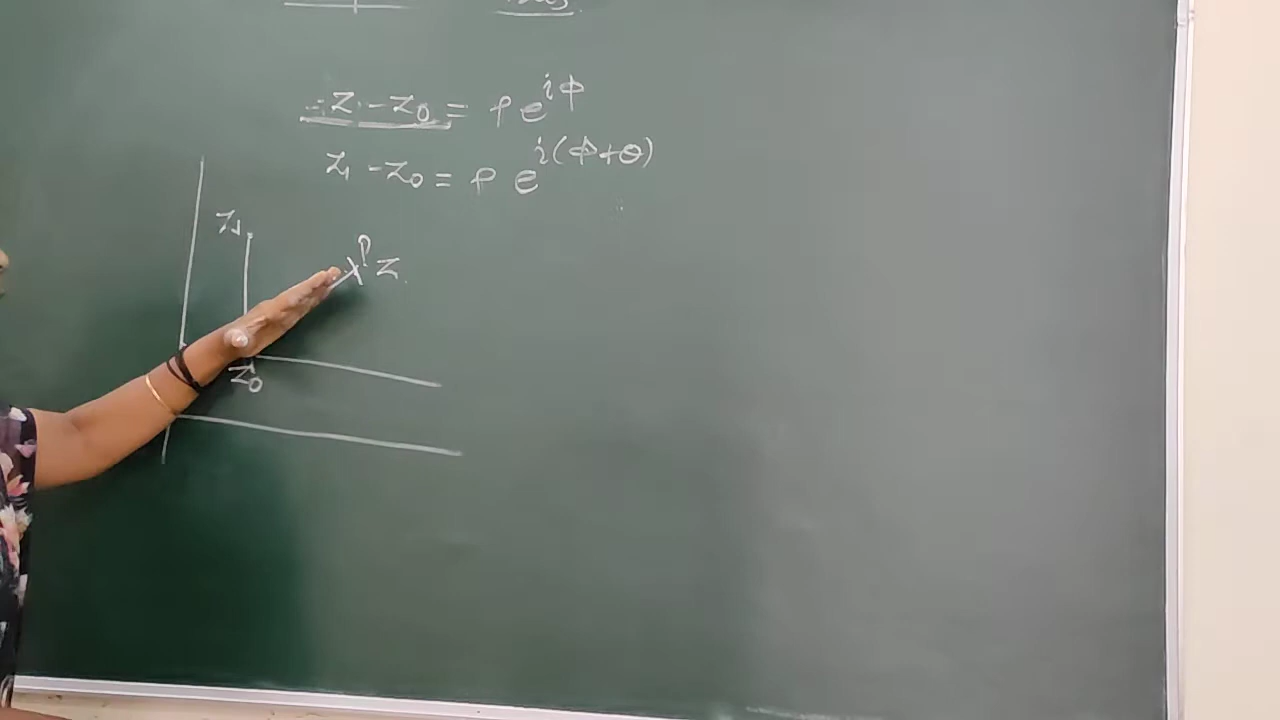 z - z₀ = ρ e^{iφ}
z₁ - z₀ = ρ e^{i(φ+θ)}
z₁
P z
z₀